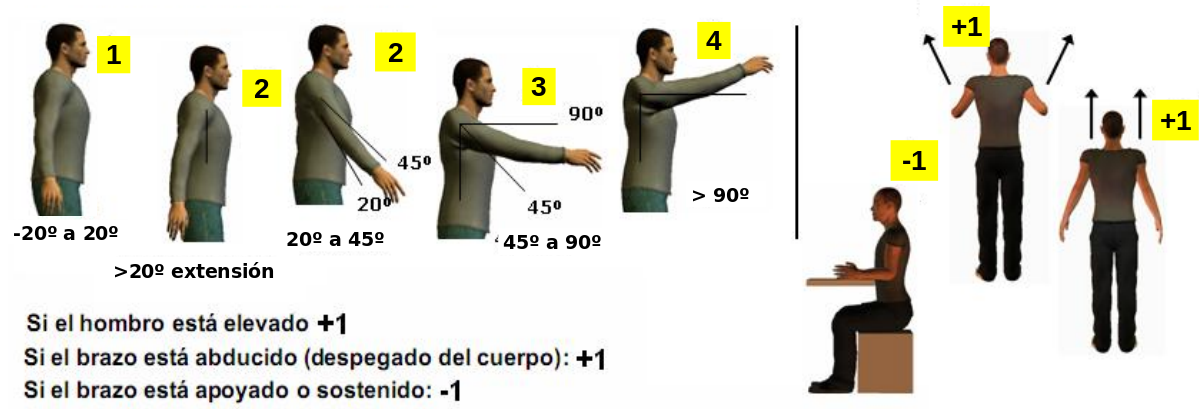 1
2
2
3
4
+1
+1
-1
90º
45º
20º
45º
> 90º
-20º a 20º
20º a 45º
45º a 90º
>20º extensión
Si el hombro está elevado +1
Si el brazo está abducido (despegado del cuerpo): +1
Si el brazo está apoyado o sostenido: -1